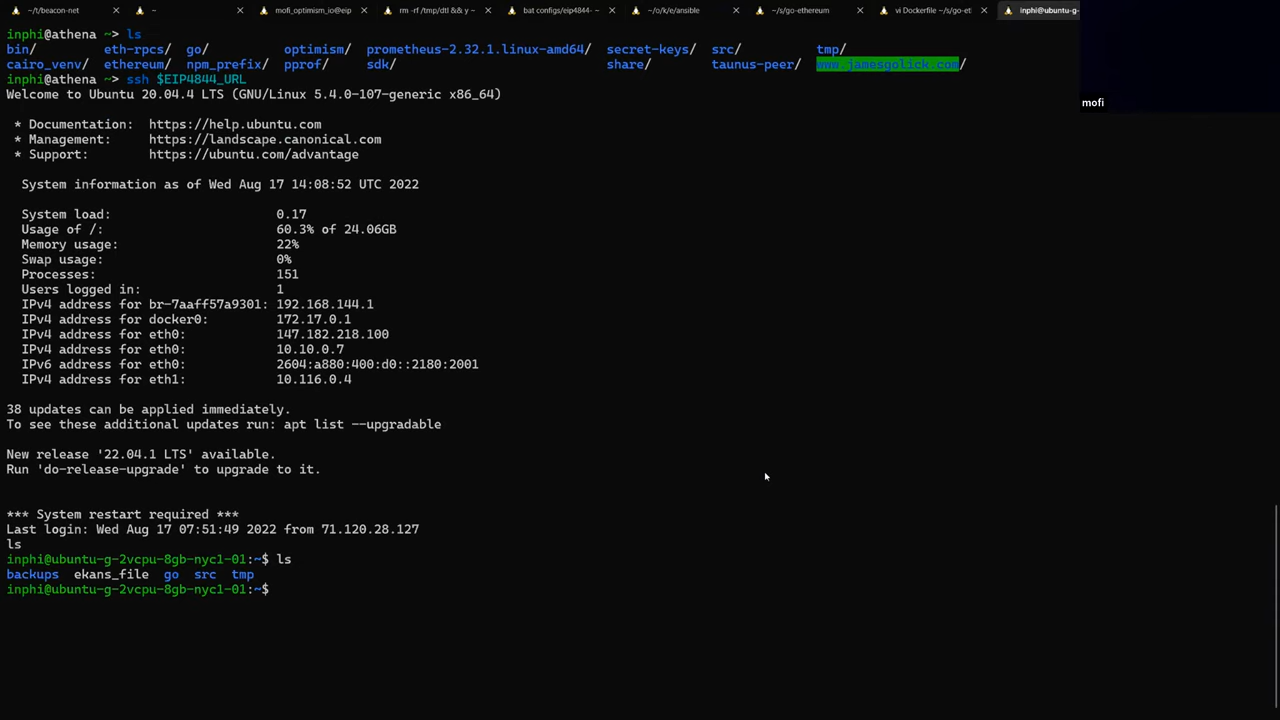 ~/t/beacon-net × ~ × mofi_optimism_io@eip × rm -rf /tmp/dtl && y ~ × bat configs/eip4844- ~ × ~/o/k/e/ansible × ~/s/go-ethereum × vi Dockerfile ~/s/go-et × inphi@ubuntu-g-
inphi@athena ~> ls
bin/ eth-rpcs/ go/ optimism/ prometheus-2.32.1.linux-amd64/ secret-keys/ src/ tmp/
cairo_venv/ ethereum/ npm_prefix/ pprof/ sdk/ share/ taunus-peer/ www.jamesgolick.com/
inphi@athena ~> ssh $EIP4844_URL
Welcome to Ubuntu 20.04.4 LTS (GNU/Linux 5.4.0-107-generic x86_64)
* Documentation: https://help.ubuntu.com
* Management: https://landscape.canonical.com
* Support: https://ubuntu.com/advantage
System information as of Wed Aug 17 14:08:52 UTC 2022
System load: 0.17
Usage of /: 60.3% of 24.06GB
Memory usage: 22%
Swap usage: 0%
Processes: 151
Users logged in: 1
IPv4 address for br-7aaff57a9301: 192.168.144.1
IPv4 address for docker0: 172.17.0.1
IPv4 address for eth0: 147.182.218.100
IPv4 address for eth0: 10.10.0.7
IPv6 address for eth0: 2604:a880:400:d0::2180:2001
IPv4 address for eth1: 10.116.0.4
38 updates can be applied immediately.
To see these additional updates run: apt list --upgradable
New release '22.04.1 LTS' available.
Run 'do-release-upgrade' to upgrade to it.
*** System restart required ***
Last login: Wed Aug 17 07:51:49 2022 from 71.120.28.127
ls
inphi@ubuntu-g-2vcpu-8gb-nyc1-01:~$ ls
backups ekans_file go src tmp
inphi@ubuntu-g-2vcpu-8gb-nyc1-01:~$
mofi